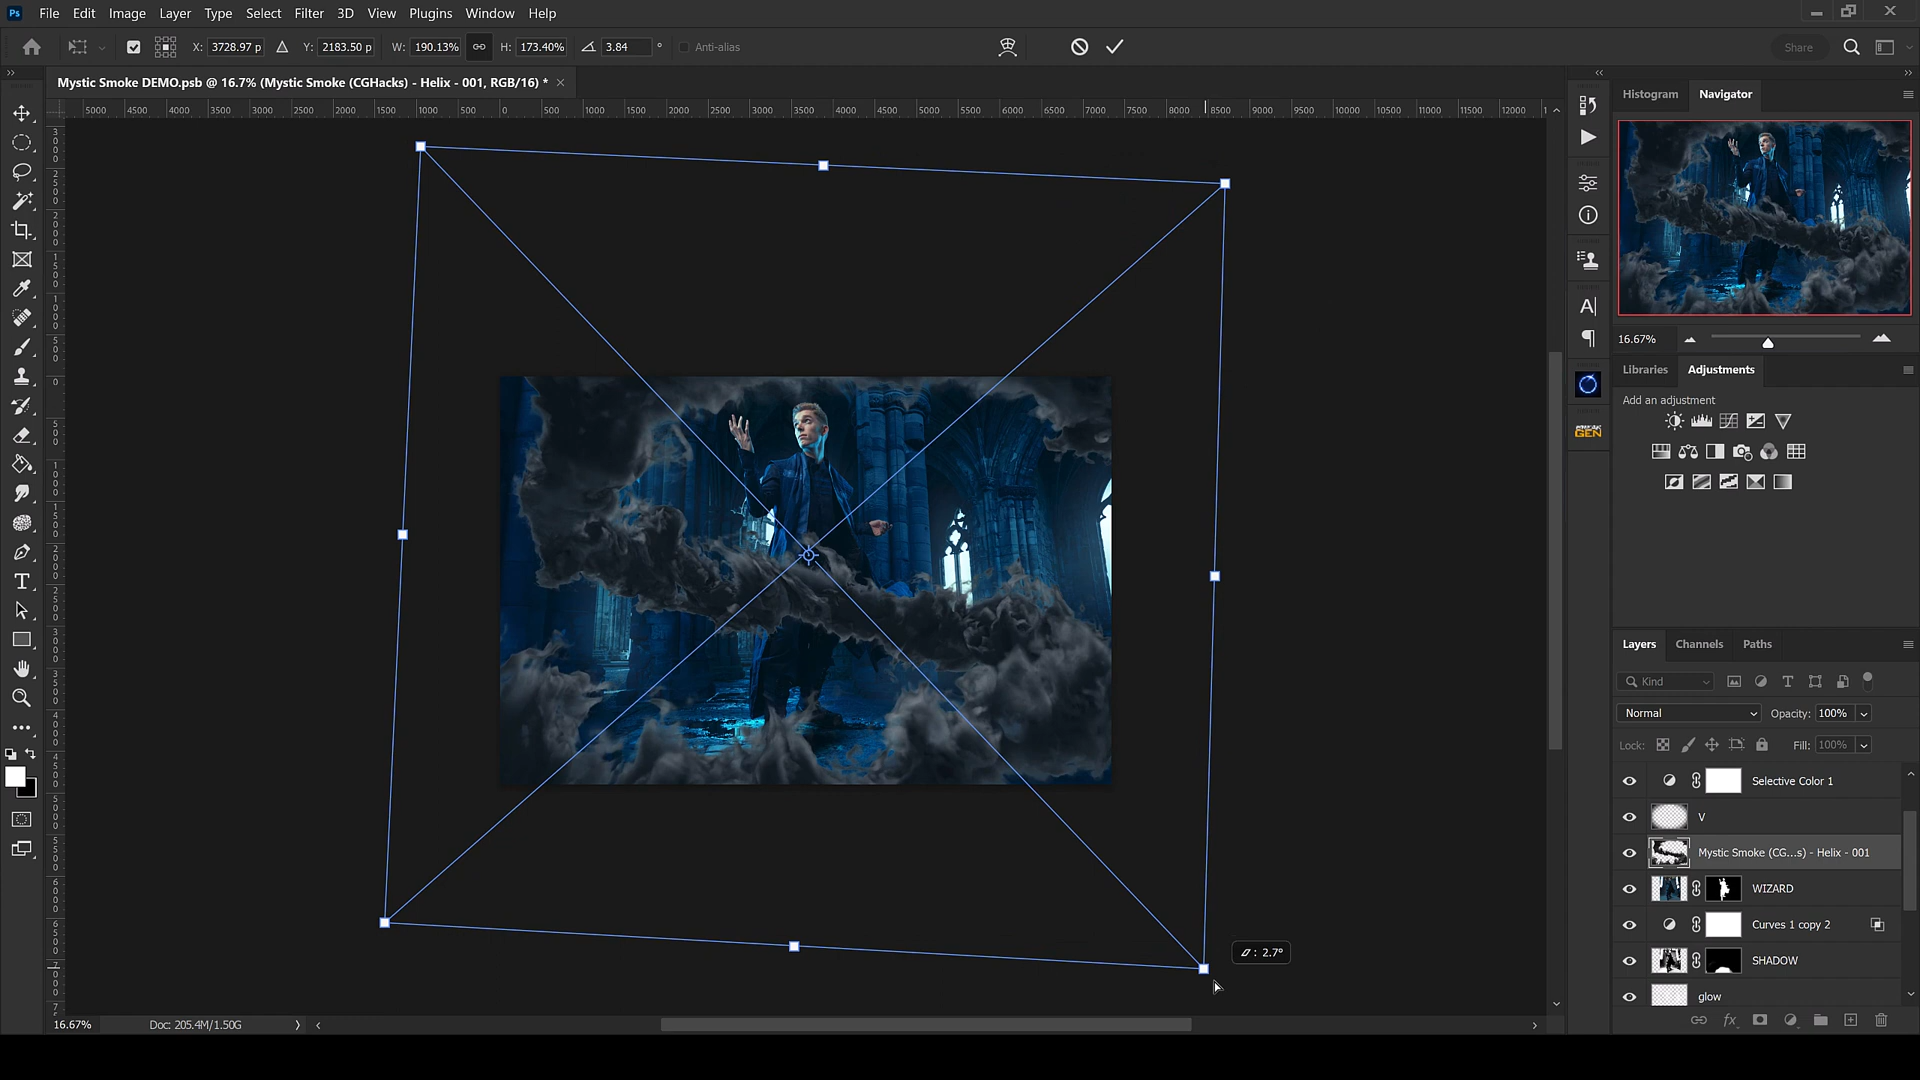 Ps File Edit Image Layer Type Select Filter 3D View Plugins Window Help
X: 3728.97 p Y: 2183.50 p W: 190.13% H: 173.40% 3.84 ° Anti-alias Share
Mystic Smoke DEMO.psb @ 16.7% (Mystic Smoke (CGHacks) - Helix - 001, RGB/16) * ×
5000 4500 4000 3500 3000 2500 2000 1500 1000 500 0 500 1000 1500 2000 2500 3000 3500 4000 4500 5000 5500 6000 6500 7000 7500 8000 8500 9000 9500 10000 10500 11000 11500 12000
Histogram Navigator
16.67%
Libraries Adjustments
Add an adjustment
GEN
Layers Channels Paths
Kind
Normal Opacity: 100%
Lock: Fill: 100%
Selective Color 1
V
Mystic Smoke (CG...s) - Helix - 001
WIZARD
Curves 1 copy 2
SHADOW
glow
: 2.7°
16.67% Doc: 205.4M/1.50G